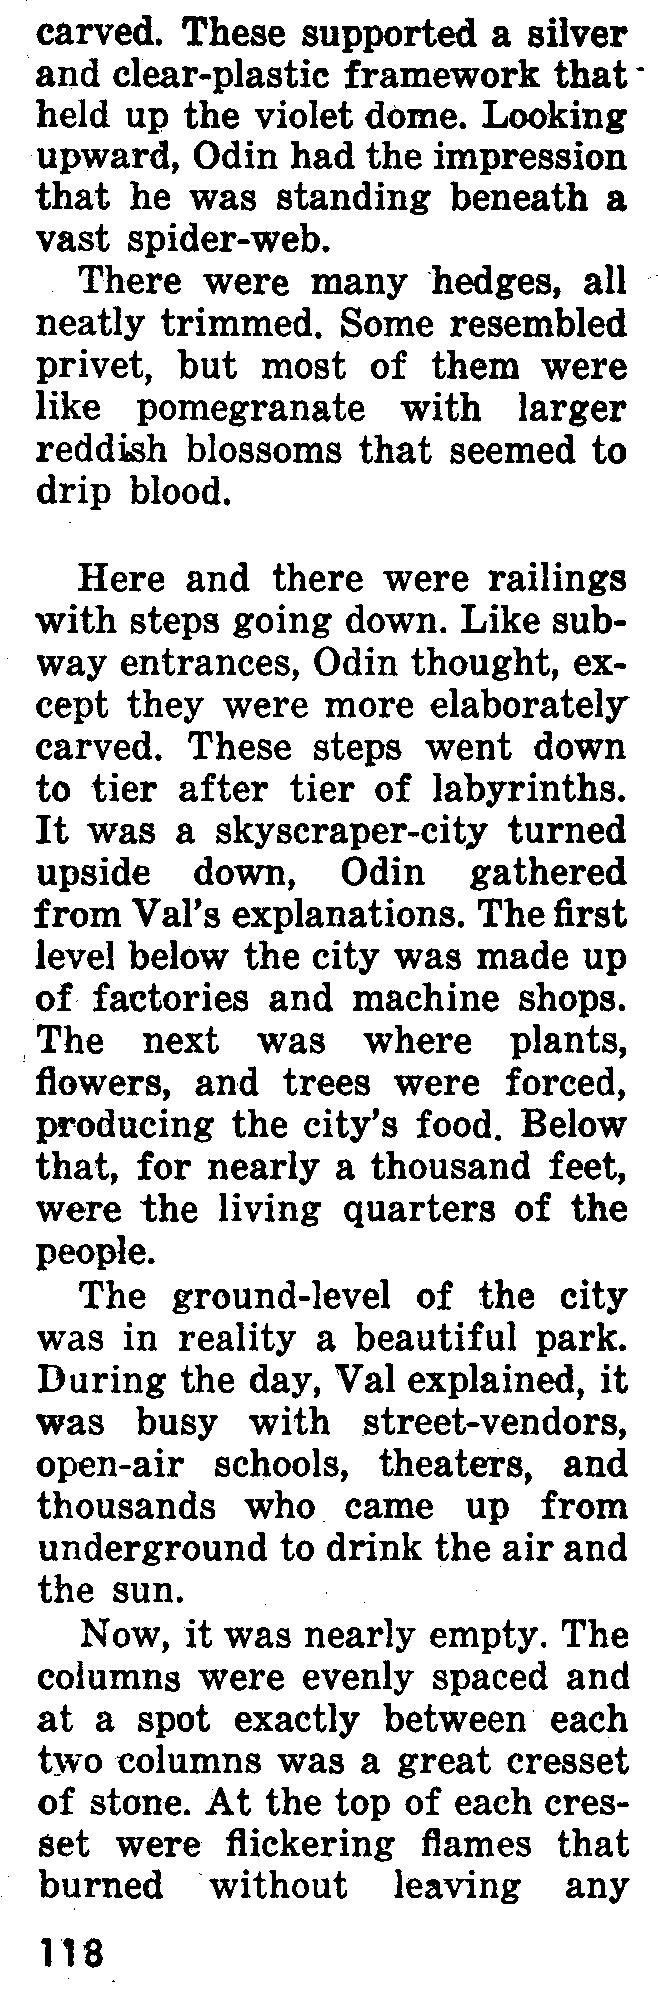 carved. These supported a silver
and clear-plastic framework that
held up the violet dome. Looking
upward, Odin had the impression
that he was standing beneath a
vast spider-web.
There were many hedges, all
neatly trimmed. Some resembled
privet, but most of them were
like pomegranate with larger
reddish blossoms that seemed to
drip blood.
Here and there were railings
with steps going down. Like sub-
way entrances, Odin thought, ex-
cept they were more elaborately
carved. These steps went down
to tier after tier of labyrinths.
It was a skyscraper-city turned
upside down, Odin gathered
from Val's explanations. The first
level below the city was made up
of factories and machine shops.
The next was where plants,
flowers, and trees were forced,
producing the city's food. Below
that, for nearly a thousand feet,
were the living quarters of the
people.
The ground-level of the city
was in reality a beautiful park.
During the day, Val explained, it
was busy with street-vendors,
open-air schools, theaters, and
thousands who came up from
underground to drink the air and
the sun.
Now, it was nearly empty. The
columns were evenly spaced and
at a spot exactly between each
two columns was a great cresset
of stone. At the top of each cres-
set were flickering flames that
burned without leaving any
118